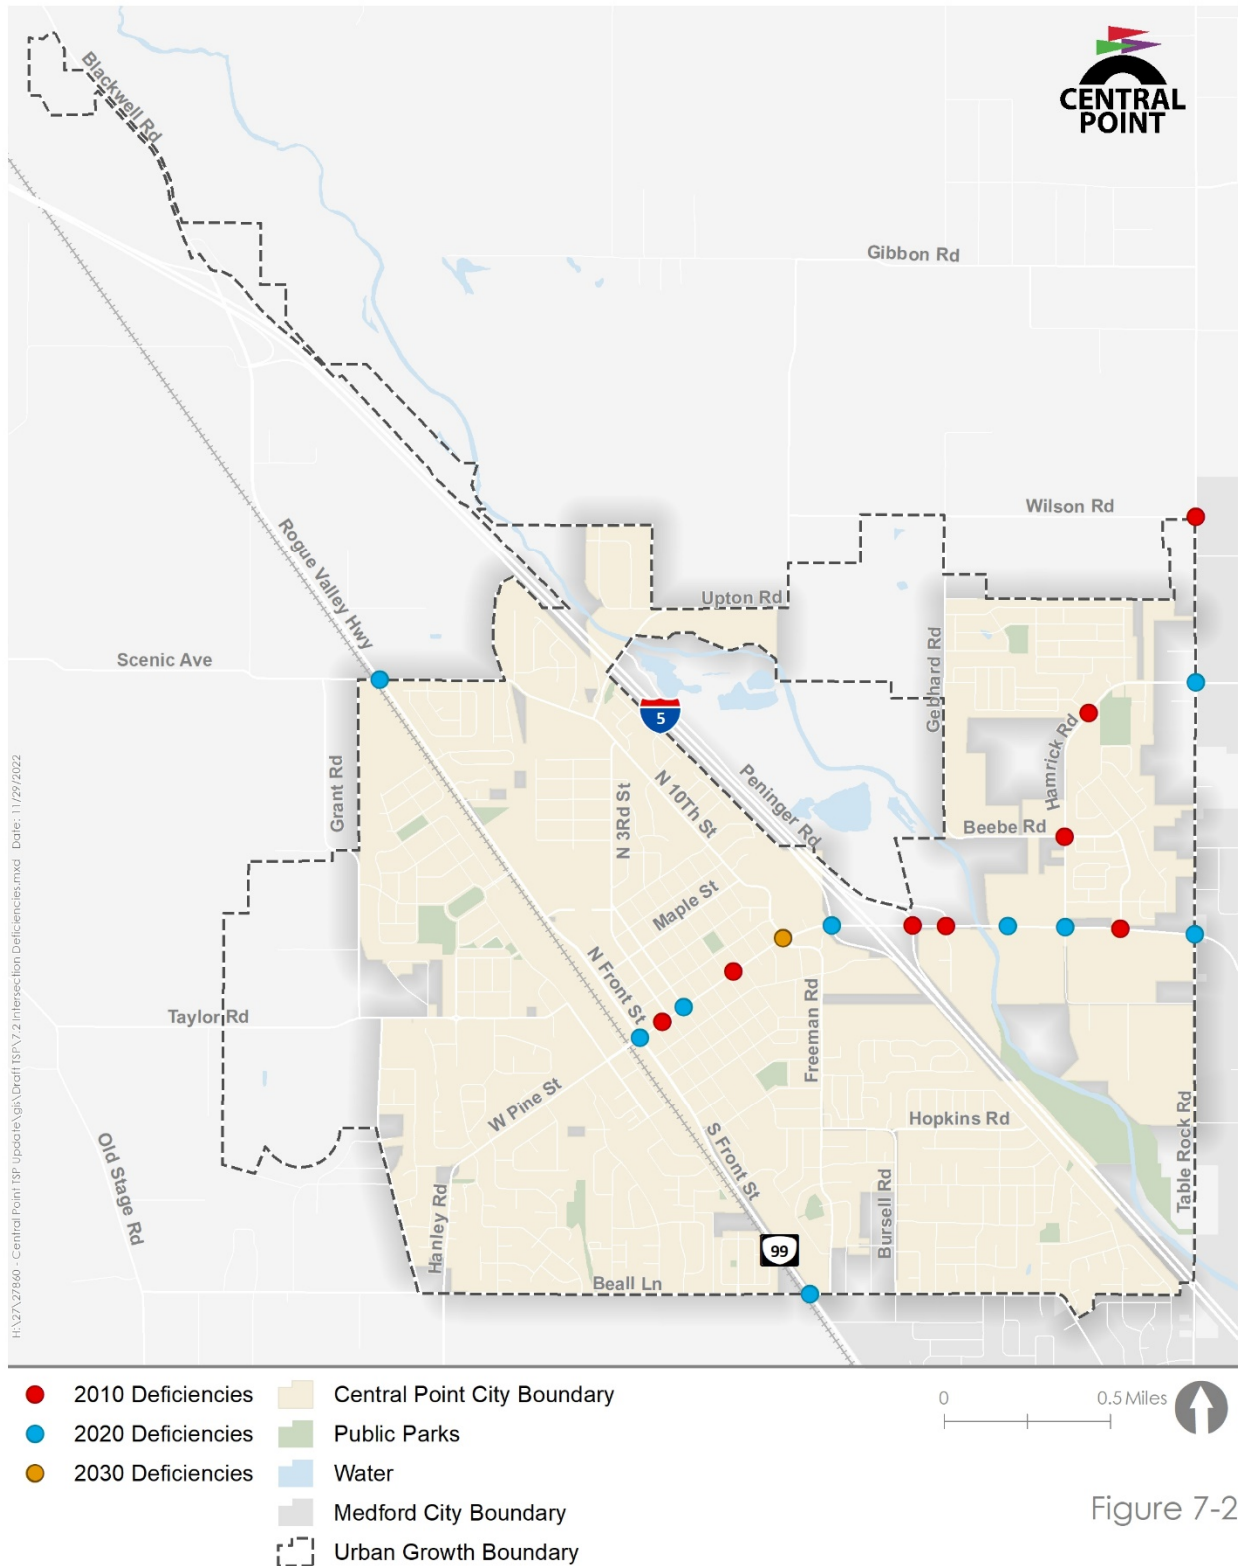 Blackwell Rd
CENTRAL
POINT
Gibbon Rd
Wilson Rd
Rogue Valley Hwy
Upton Rd
Scenic Ave
Gebhard Rd
5
Hamrick Rd
Grant Rd
N 3Rd St
N 10Th St
Peninger Rd
Beebe Rd
Maple St
N Front St
Taylor Rd
Freeman Rd
W Pine St
Hopkins Rd
S Front St
Table Rock Rd
Old Stage Rd
Hanley Rd
Bursell Rd
99
Beall Ln
H:\27\27860 - Central Point TSP Update\gis\Draft TSP\7.2 Intersection Deficiencies.mxd Date: 11/29/2022
2010 Deficiencies
2020 Deficiencies
2030 Deficiencies
Central Point City Boundary
Public Parks
Water
Medford City Boundary
Urban Growth Boundary
0 0.5 Miles
Figure 7-2